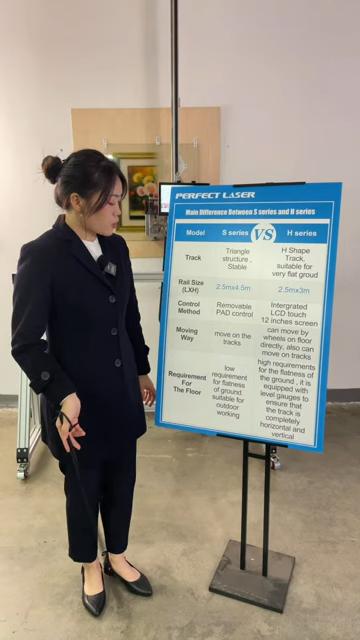 PERFECT LASER
Main Difference Between S series and H series
Model S series VS H series
Track
Triangle
structure,
Stable
H Shape
Track,
suitable for
very flat groud
Rail Size
(LXH)
2.5mx4.5m
2.5mx3m
Control
Method
Removable
PAD control
Intergrated
LCD touch
12 inches screen
Moving
Way
move on the
tracks
can move by
wheels on floor
directly, also can
move on tracks
Requirement
For
The Floor
low
requirement
for flatness
of ground.
suitable for
outdoor
working
high requirements
for the flatness of
the ground , it is
equipped with
level gauges to
ensure that
the track is
completely
horizontal and
vertical